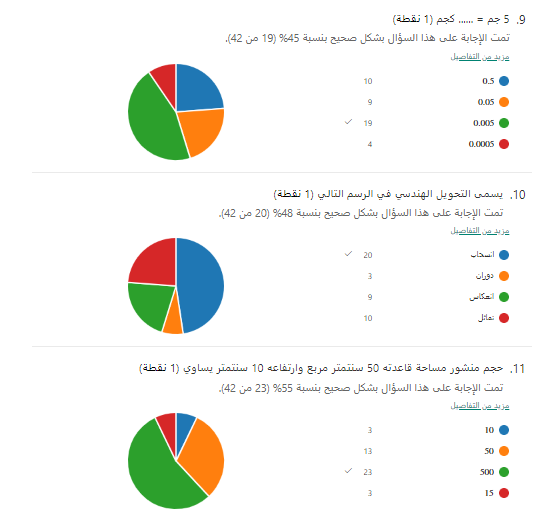 9. 5 جم = ...... كجم (1 نقطة)
تمت الإجابة على هذا السؤال بشكل صحيح بنسبة 45% (19 من 42).
مزيد من التفاصيل
0.5 10
0.05 9
0.005 19 ✓
0.0005 4
10. يسمى التحويل الهندسي في الرسم التالي (1 نقطة)
تمت الإجابة على هذا السؤال بشكل صحيح بنسبة 48% (20 من 42).
مزيد من التفاصيل
انسحاب 20 ✓
دوران 3
انعكاس 9
تماثل 10
11. حجم منشور مساحة قاعدته 50 سنتمتر مربع وارتفاعه 10 سنتمتر يساوي (1 نقطة)
تمت الإجابة على هذا السؤال بشكل صحيح بنسبة 55% (23 من 42).
مزيد من التفاصيل
10 3
50 13
500 23 ✓
15 3